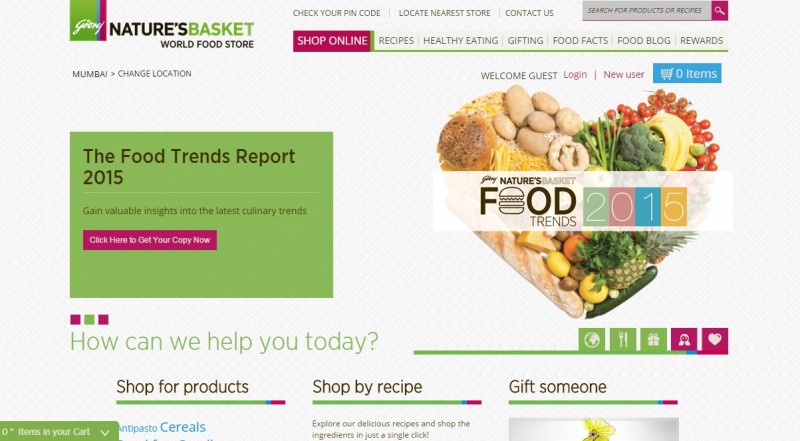 CHECK YOUR PIN CODE
LOCATE NEAREST STORE
CONTACT US
SEARCH FOR PRODUCTS OR RECIPES
Godrej
NATURE'SBASKET
WORLD FOOD STORE
SHOP ONLINE
RECIPES
HEALTHY EATING
GIFTING
FOOD FACTS
FOOD BLOG
REWARDS
MUMBAI > CHANGE LOCATION
WELCOME GUEST
Login | New user
0 Items
The Food Trends Report
2015
Gain valuable insights into the latest culinary trends
Click Here to Get Your Copy Now
Godrej NATURE'SBASKET
FOOD
TRENDS
2015
How can we help you today?
Shop for products
Shop by recipe
Gift someone
Antipasto Cereals
Explore our delicious recipes and shop the
ingredients in just a single click!
0 * Items in your Cart